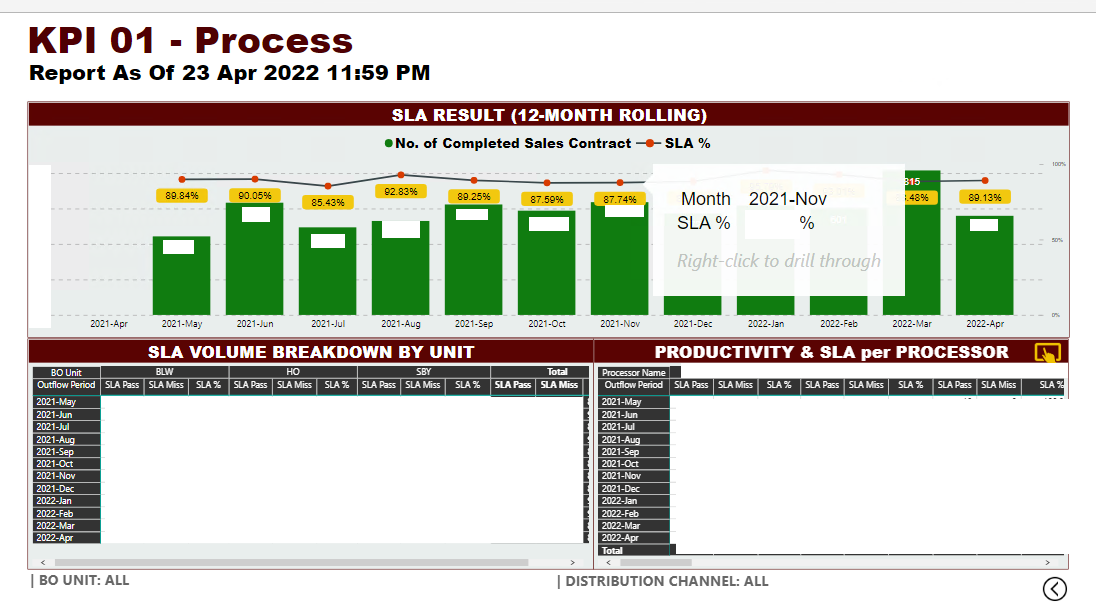 KPI 01 - Process
Report As Of 23 Apr 2022 11:59 PM
SLA RESULT (12-MONTH ROLLING)
No. of Completed Sales Contract SLA %
100%
50%
0%
89.84% 90.05% 85.43% 92.83% 89.25% 87.59% 87.74% 815 89.13%
Month 2021-Nov
SLA % %
Right-click to drill through
2021-Apr 2021-May 2021-Jun 2021-Jul 2021-Aug 2021-Sep 2021-Oct 2021-Nov 2021-Dec 2022-Jan 2022-Feb 2022-Mar 2022-Apr
SLA VOLUME BREAKDOWN BY UNIT
BO Unit BLW HO SBY Total
Outflow Period SLA Pass SLA Miss SLA % SLA Pass SLA Miss SLA % SLA Pass SLA Miss SLA % SLA Pass SLA Miss
2021-May
2021-Jun
2021-Jul
2021-Aug
2021-Sep
2021-Oct
2021-Nov
2021-Dec
2022-Jan
2022-Feb
2022-Mar
2022-Apr
PRODUCTIVITY & SLA per PROCESSOR
Processor Name
Outflow Period SLA Pass SLA Miss SLA % SLA Pass SLA Miss SLA % SLA Pass SLA Miss SLA %
2021-May
2021-Jun
2021-Jul
2021-Aug
2021-Sep
2021-Oct
2021-Nov
2021-Dec
2022-Jan
2022-Feb
2022-Mar
2022-Apr
Total
| BO UNIT: ALL
| DISTRIBUTION CHANNEL: ALL